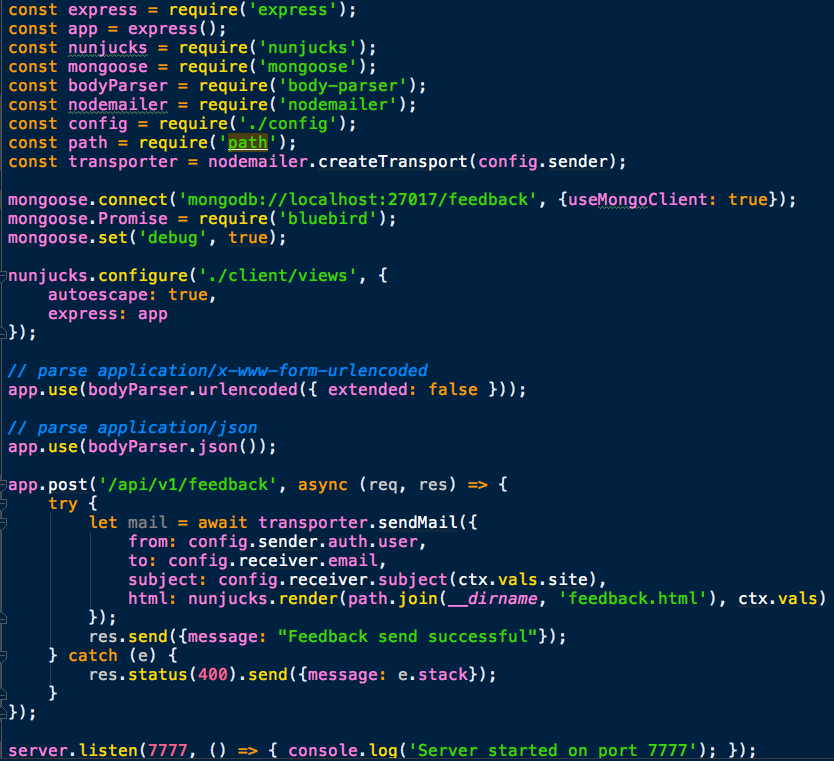 const express = require('express');
const app = express();
const nunjucks = require('nunjucks');
const mongoose = require('mongoose');
const bodyParser = require('body-parser');
const nodemailer = require('nodemailer');
const config = require('./config');
const path = require('path');
const transporter = nodemailer.createTransport(config.sender);

mongoose.connect('mongodb://localhost:27017/feedback', {useMongoClient: true});
mongoose.Promise = require('bluebird');
mongoose.set('debug', true);

nunjucks.configure('./client/views', {
    autoescape: true,
    express: app
});

// parse application/x-www-form-urlencoded
app.use(bodyParser.urlencoded({ extended: false }));

// parse application/json
app.use(bodyParser.json());

app.post('/api/v1/feedback', async (req, res) => {
    try {
        let mail = await transporter.sendMail({
            from: config.sender.auth.user,
            to: config.receiver.email,
            subject: config.receiver.subject(ctx.vals.site),
            html: nunjucks.render(path.join(__dirname, 'feedback.html'), ctx.vals)
        });
        res.send({message: "Feedback send successful"});
    } catch (e) {
        res.status(400).send({message: e.stack});
    }
});

server.listen(7777, () => { console.log('Server started on port 7777'); });